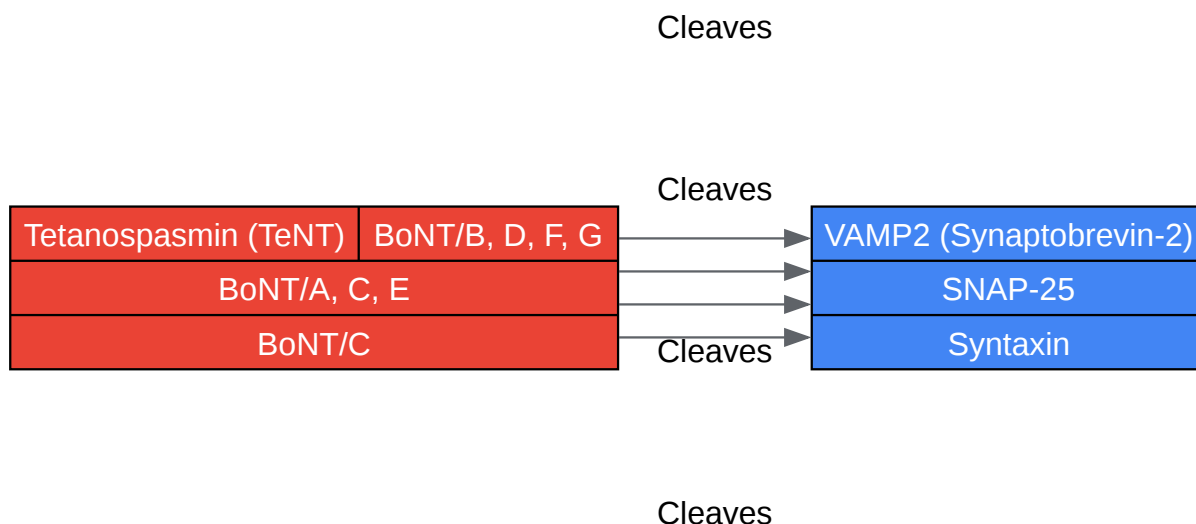 Cleaves
Cleaves
Tetanospasmin (TeNT) BoNT/B, D, F, G VAMP2 (Synaptobrevin-2)
BoNT/A, C, E SNAP-25
BoNT/C Syntaxin
Cleaves
Cleaves